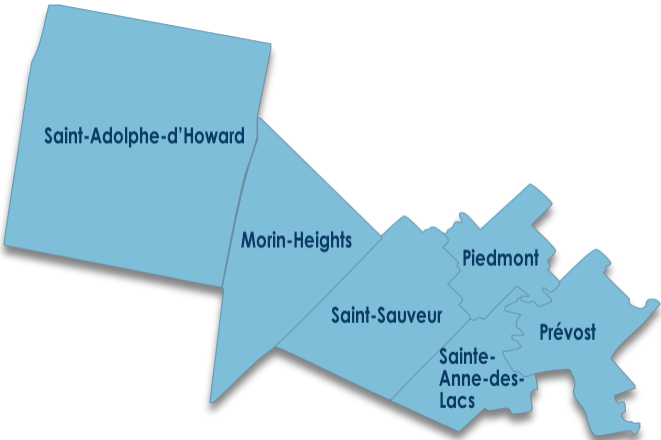 Saint-Adolphe-d’Howard
Morin-Heights
Piedmont
Saint-Sauveur
Prévost
Sainte-
Anne-des-
Lacs